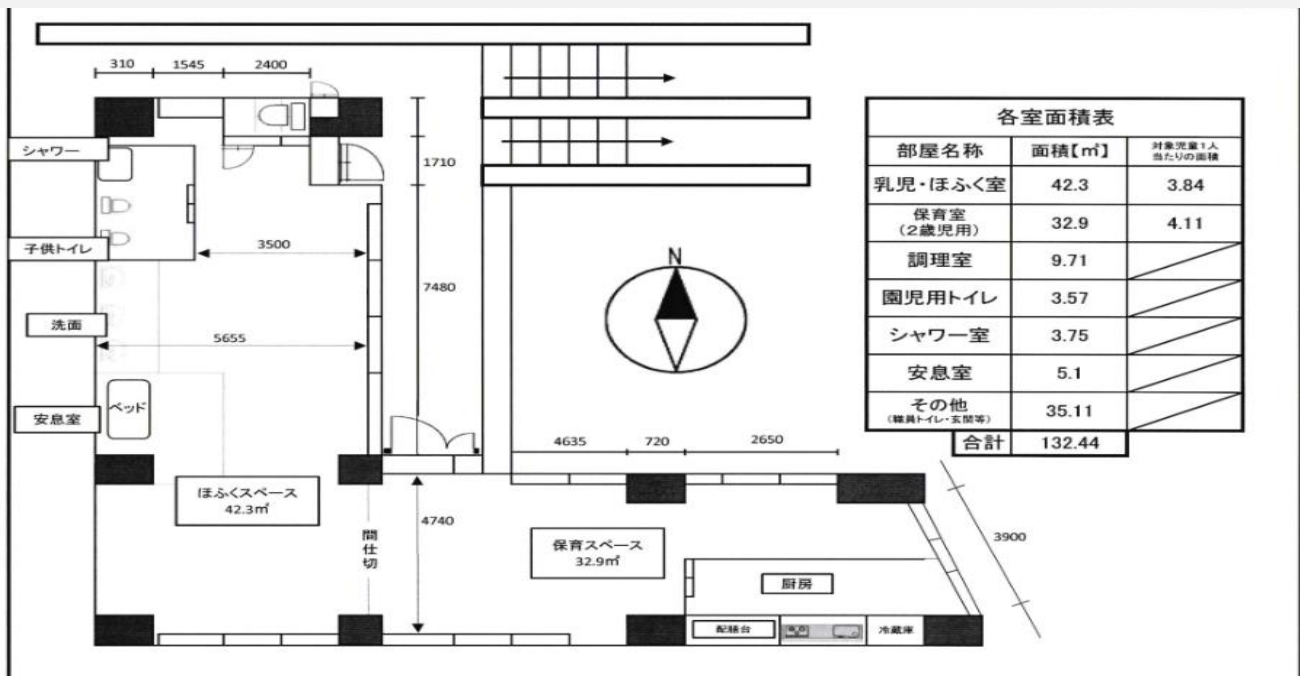 310 1545 2400
シャワー
1710
子供トイレ
3500
7480
洗面
5655
安息室
ベッド
N
4635 720 2650
ほふくスペース
42.3㎡
間仕切
4740
保育スペース
32.9㎡
3900
厨房
配膳台
冷蔵庫
各室面積表
部屋名称 面積【㎡】 対象児童1人
当たりの面積
乳児・ほふく室 42.3 3.84
保育室
(2歳児用) 32.9 4.11
調理室 9.71
園児用トイレ 3.57
シャワー室 3.75
安息室 5.1
その他
(職員トイレ・玄関等) 35.11
合計 132.44